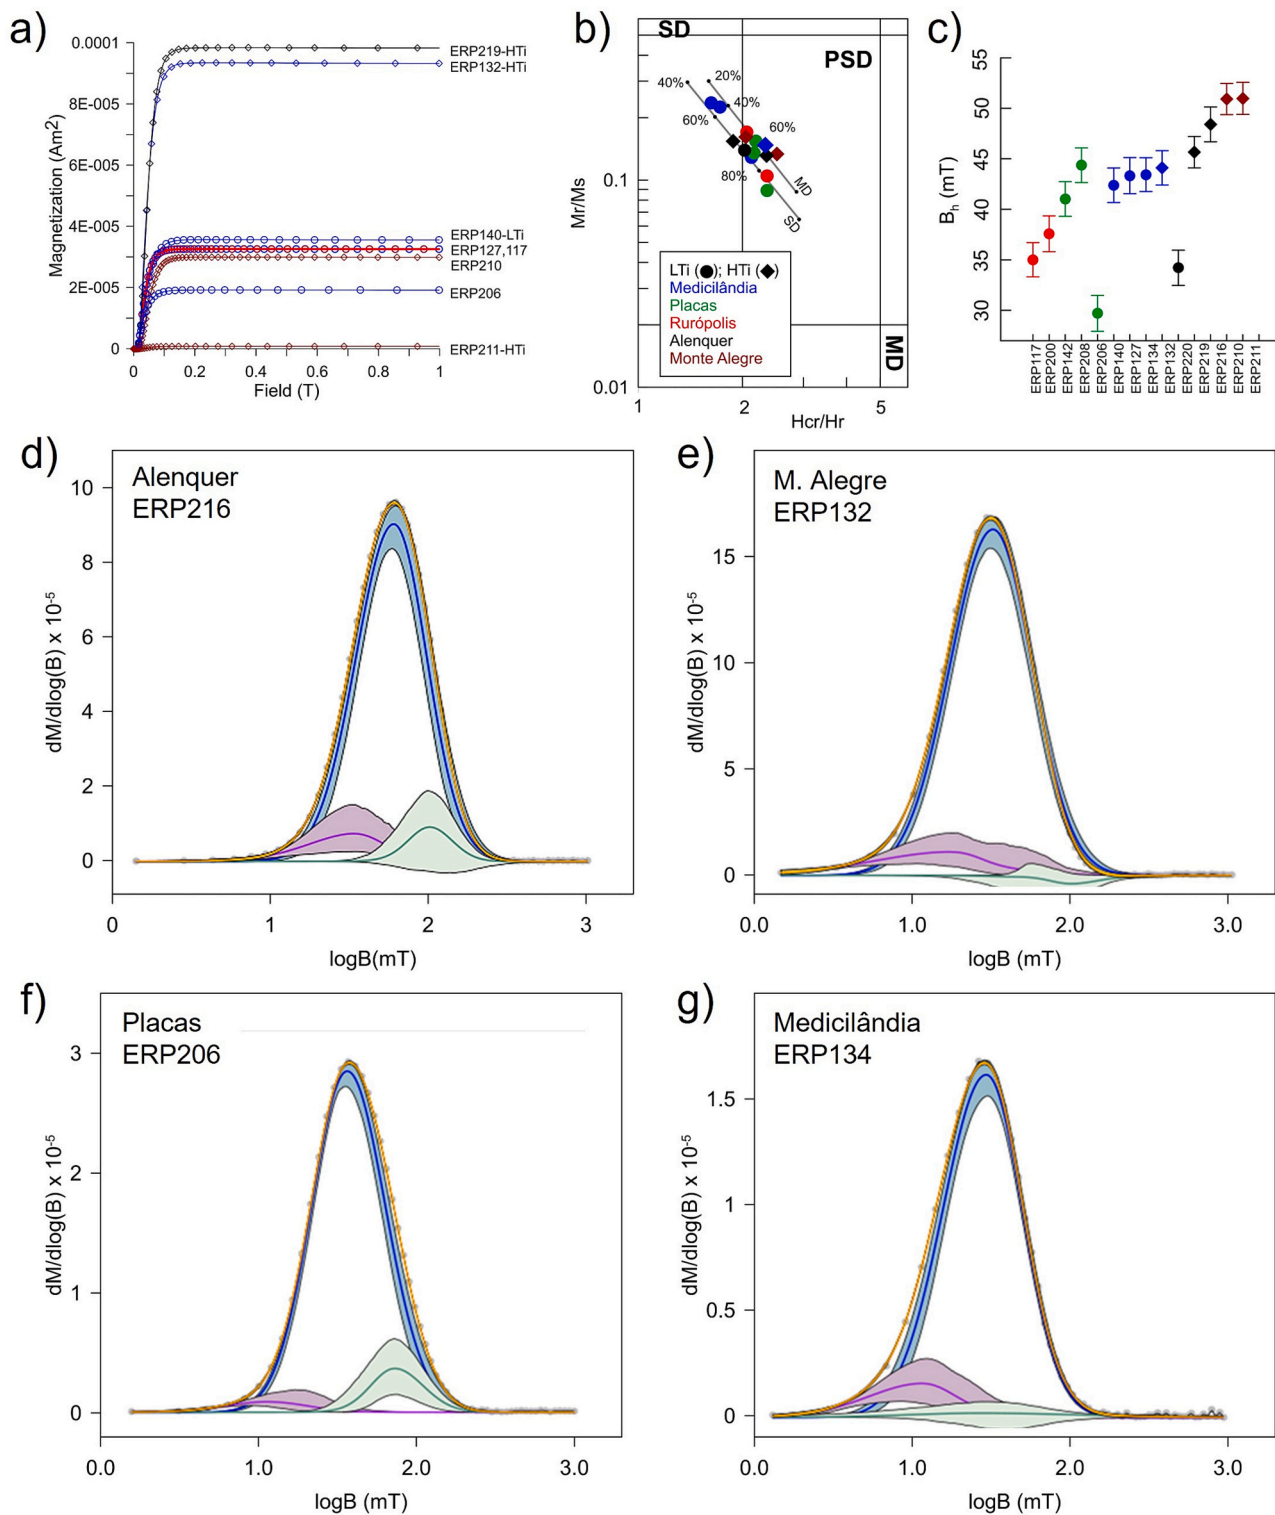 a)
0.0001
8E-005
6E-005
4E-005
2E-005
0
Magnetization (Am2)
0 0.2 0.4 0.6 0.8 1
Field (T)
ERP219-HTi
ERP132-HTi
ERP140-LTi
ERP127,117
ERP210
ERP206
ERP211-HTi
b)
SD
PSD
MD
40%
20%
40%
60%
60%
80%
MD
SD
0.1
0.01
Mr/Ms
1 2 5
Hcr/Hr
LTi (●); HTi (◆)
Medicilândia
Placas
Rurópolis
Alenquer
Monte Alegre
c)
55
50
45
40
35
30
Bh (mT)
ERP117
ERP200
ERP142
ERP208
ERP206
ERP140
ERP127
ERP134
ERP132
ERP220
ERP219
ERP216
ERP210
ERP211
d)
Alenquer
ERP216
10
8
6
4
2
0
dM/dlog(B) x 10-5
0 1 2 3
logB(mT)
e)
M. Alegre
ERP132
15
10
5
0
dM/dlog(B) x 10-5
0.0 1.0 2.0 3.0
logB (mT)
f)
Placas
ERP206
3
2
1
0
dM/dlog(B) x 10-5
0.0 1.0 2.0 3.0
logB (mT)
g)
Medicilândia
ERP134
1.5
1
0.5
0
dM/dlog(B) x 10-5
0.0 1.0 2.0 3.0
logB (mT)